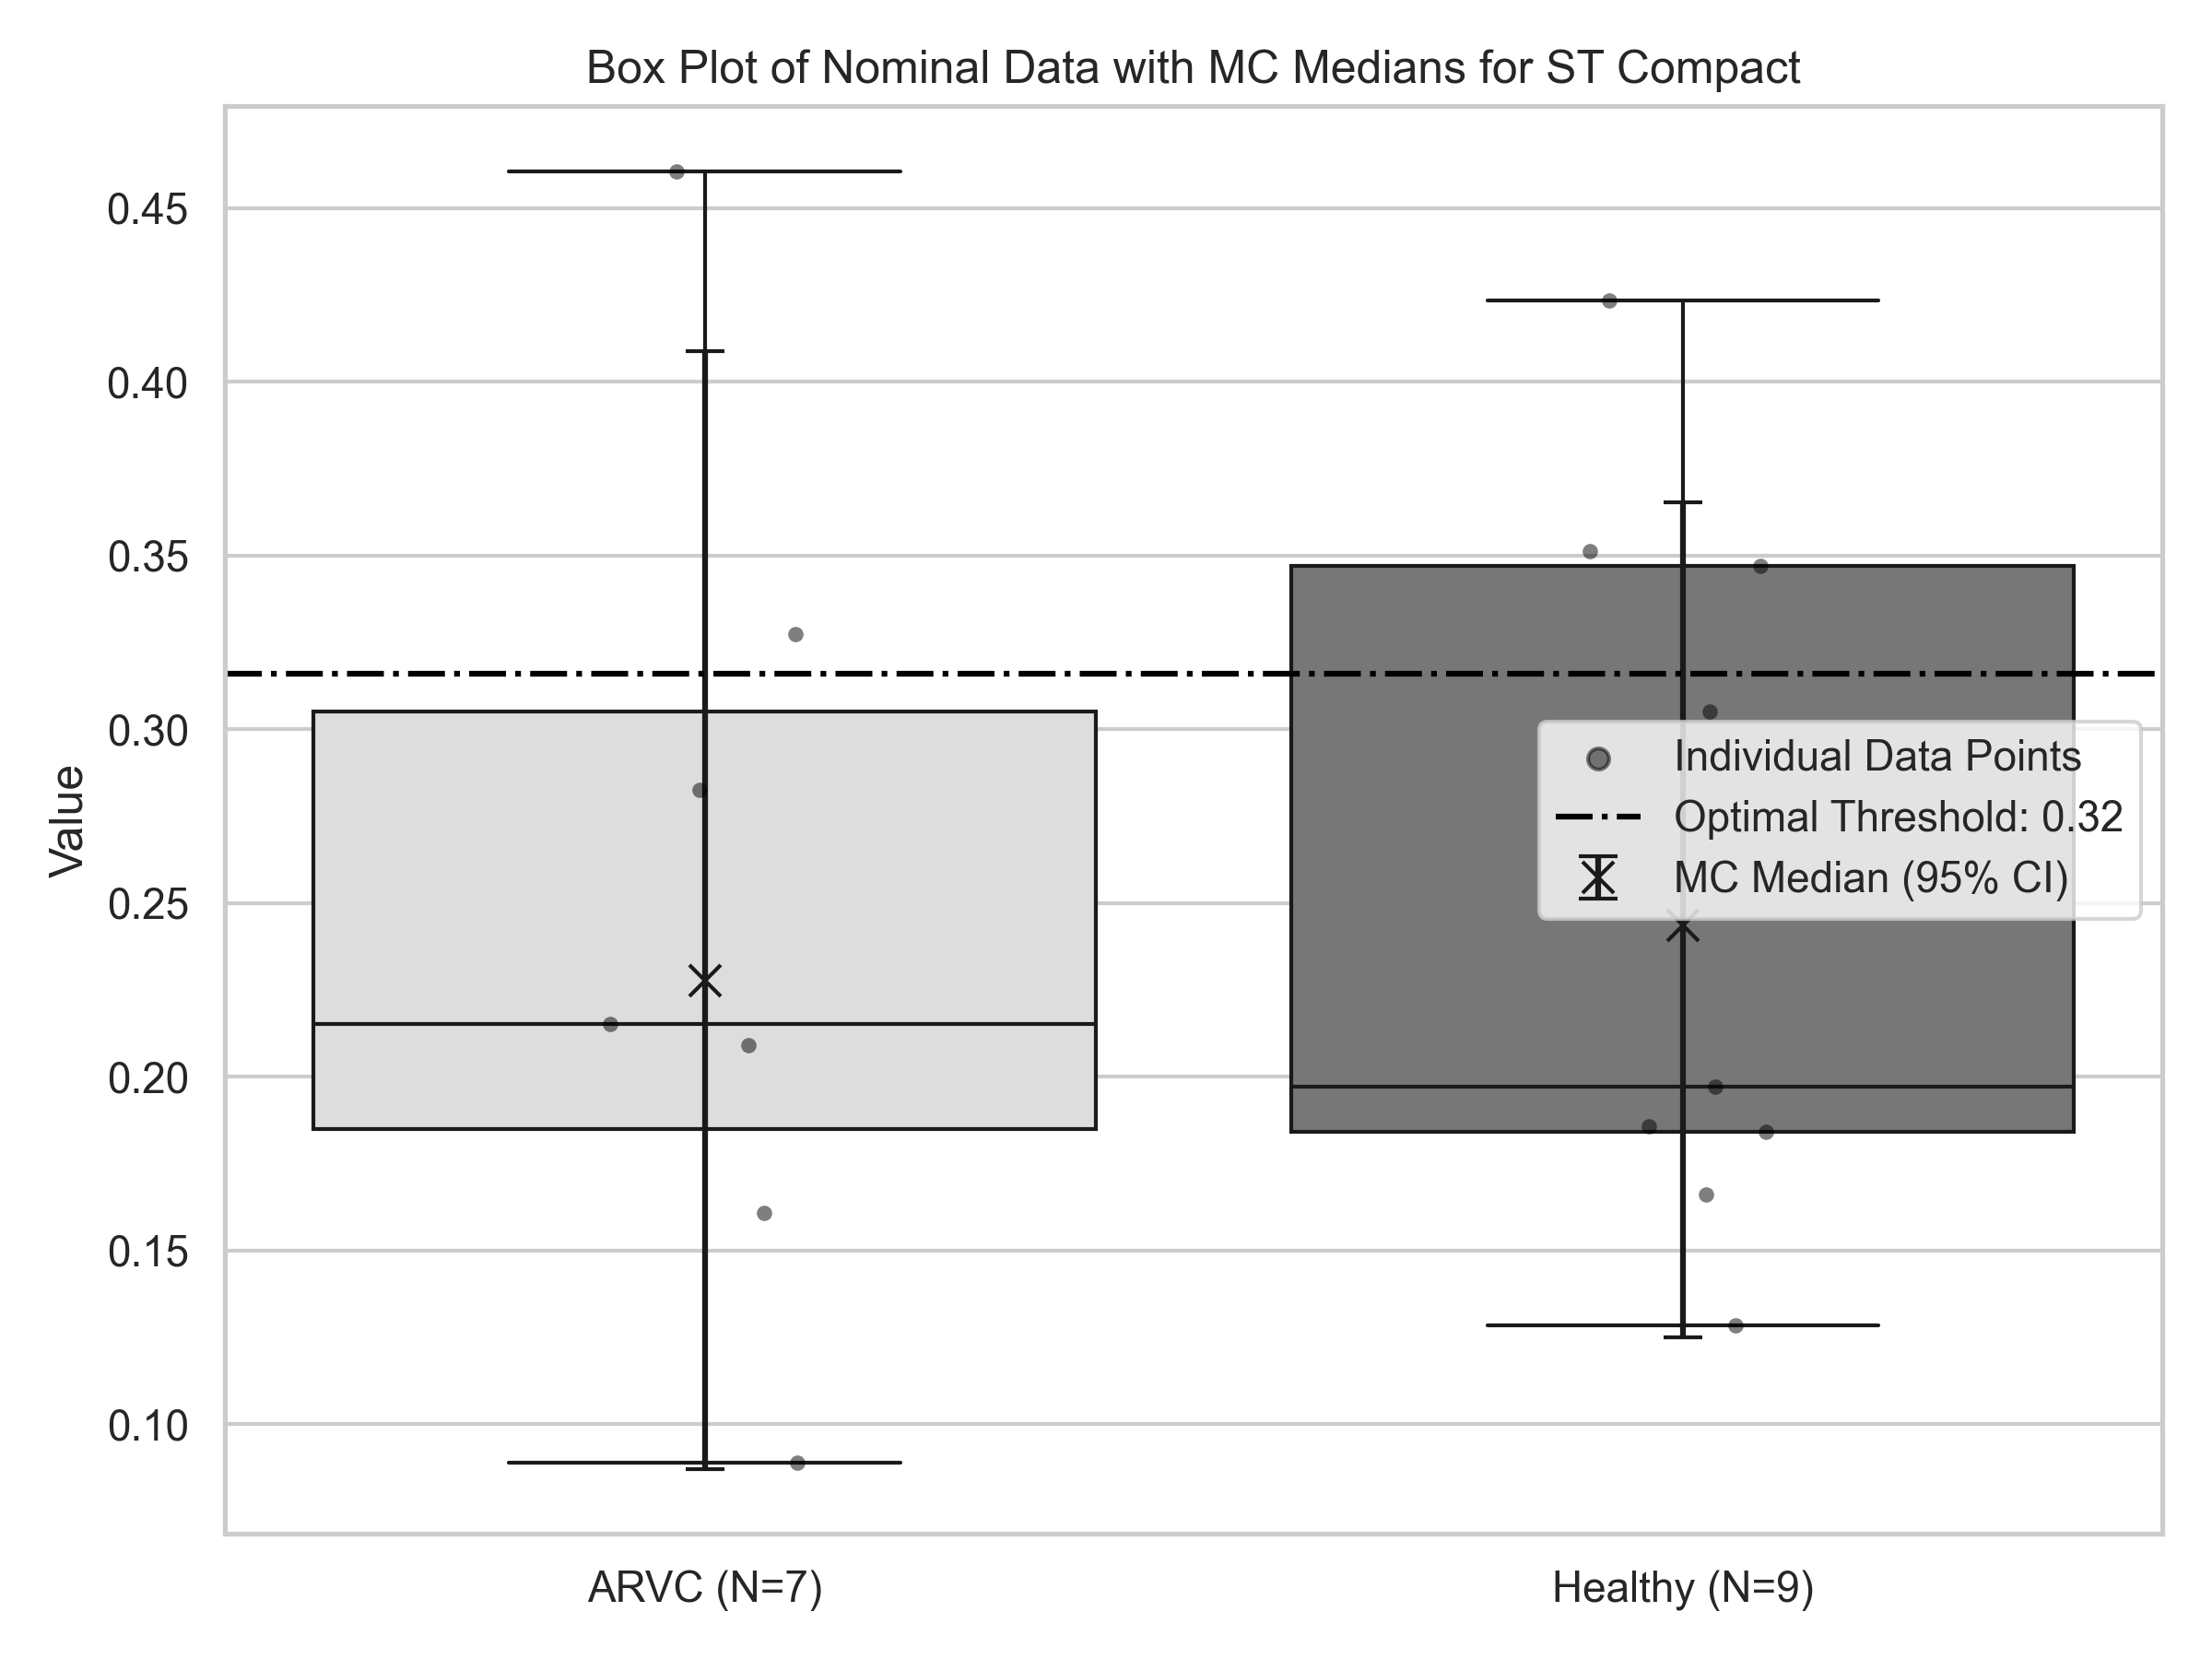 Box Plot of Nominal Data with MC Medians for ST Compact
Value
0.45
0.40
0.35
0.30
0.25
0.20
0.15
0.10
Individual Data Points
Optimal Threshold: 0.32
MC Median (95% CI)
ARVC (N=7)
Healthy (N=9)